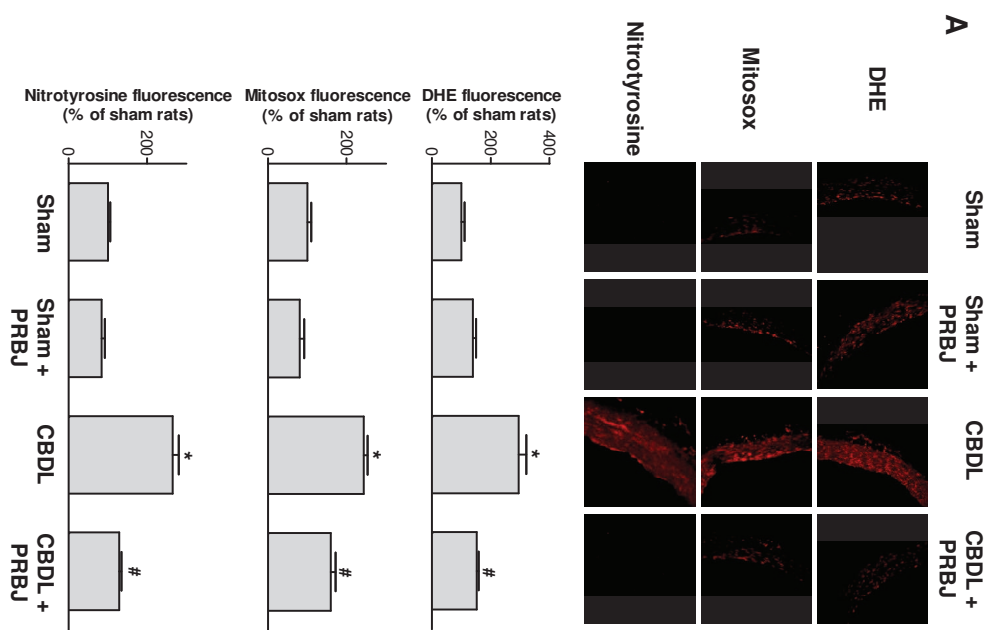 A
Sham
Sham +
PRBJ
CBDL
CBDL +
PRBJ
DHE
Mitosox
Nitrotyrosine
DHE fluorescence
(% of sham rats)
400
200
0
*
#
Mitosox fluorescence
(% of sham rats)
200
0
*
#
Nitrotyrosine fluorescence
(% of sham rats)
200
0
*
#
Sham
Sham +
PRBJ
CBDL
CBDL +
PRBJ